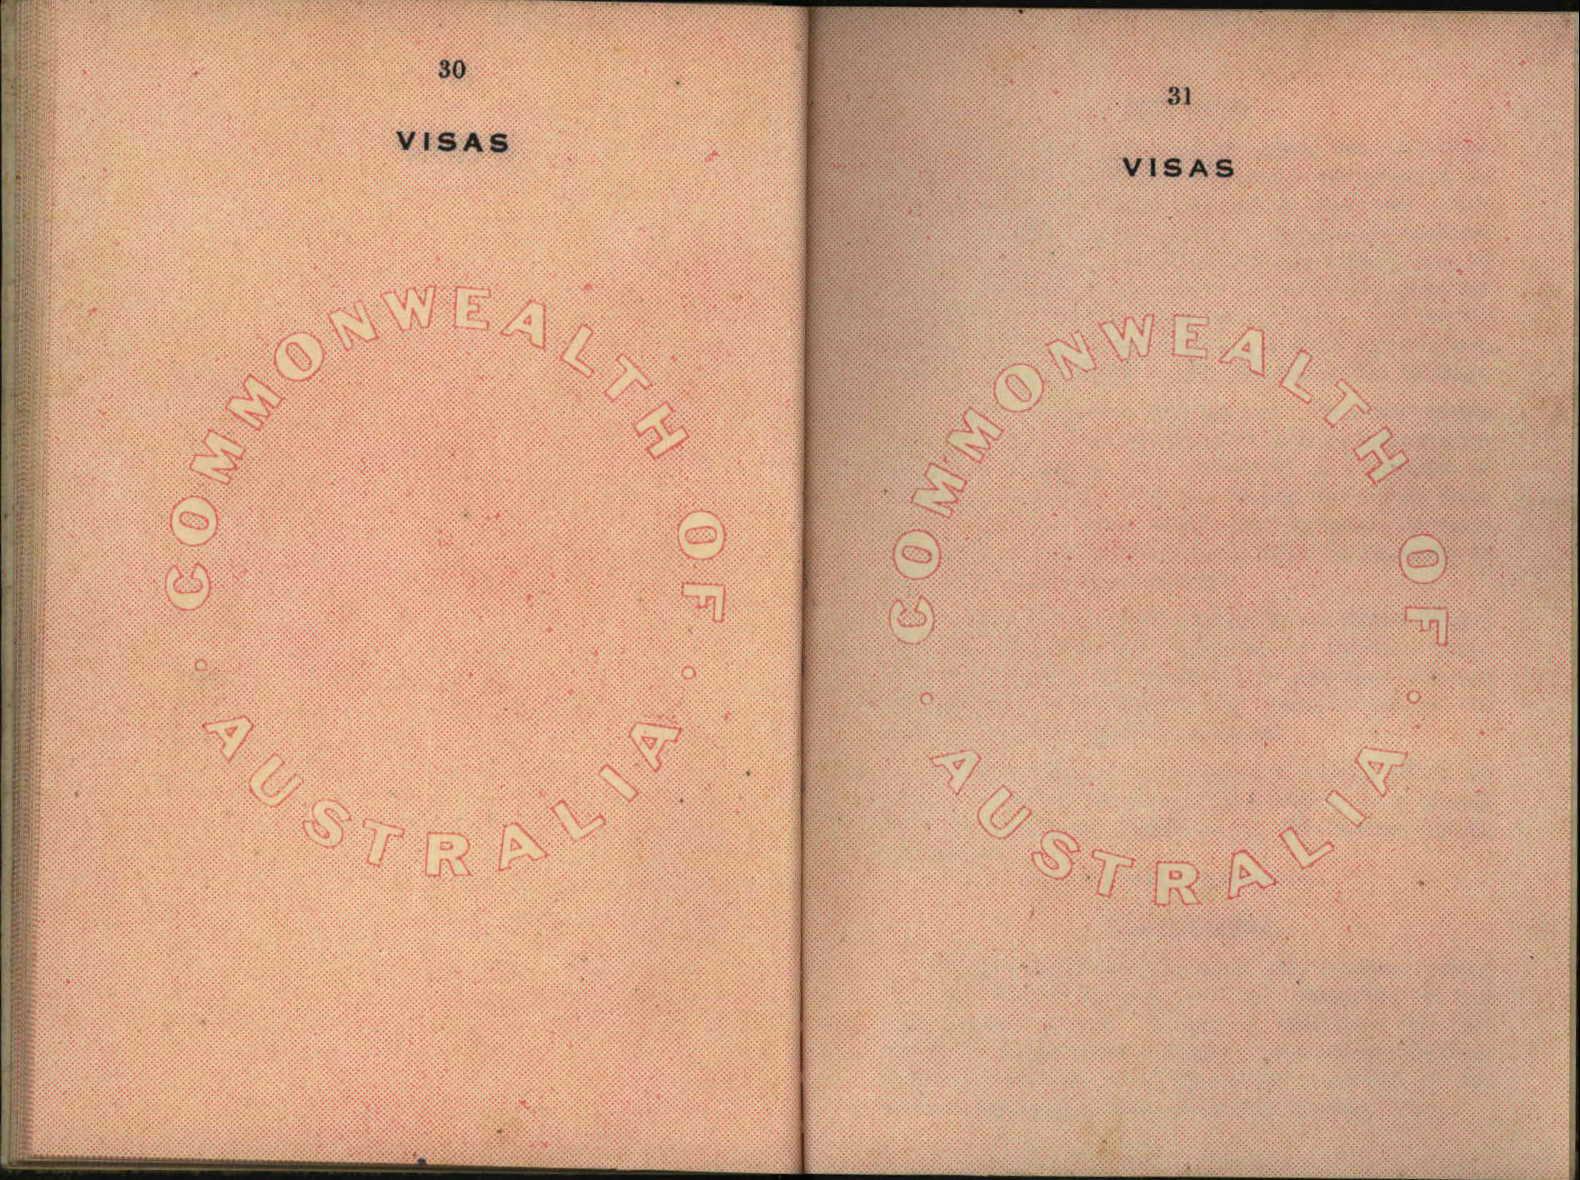 30
VISAS
COMMONWEALTH OF
AUSTRALIA
31
VISAS
COMMONWEALTH OF
AUSTRALIA